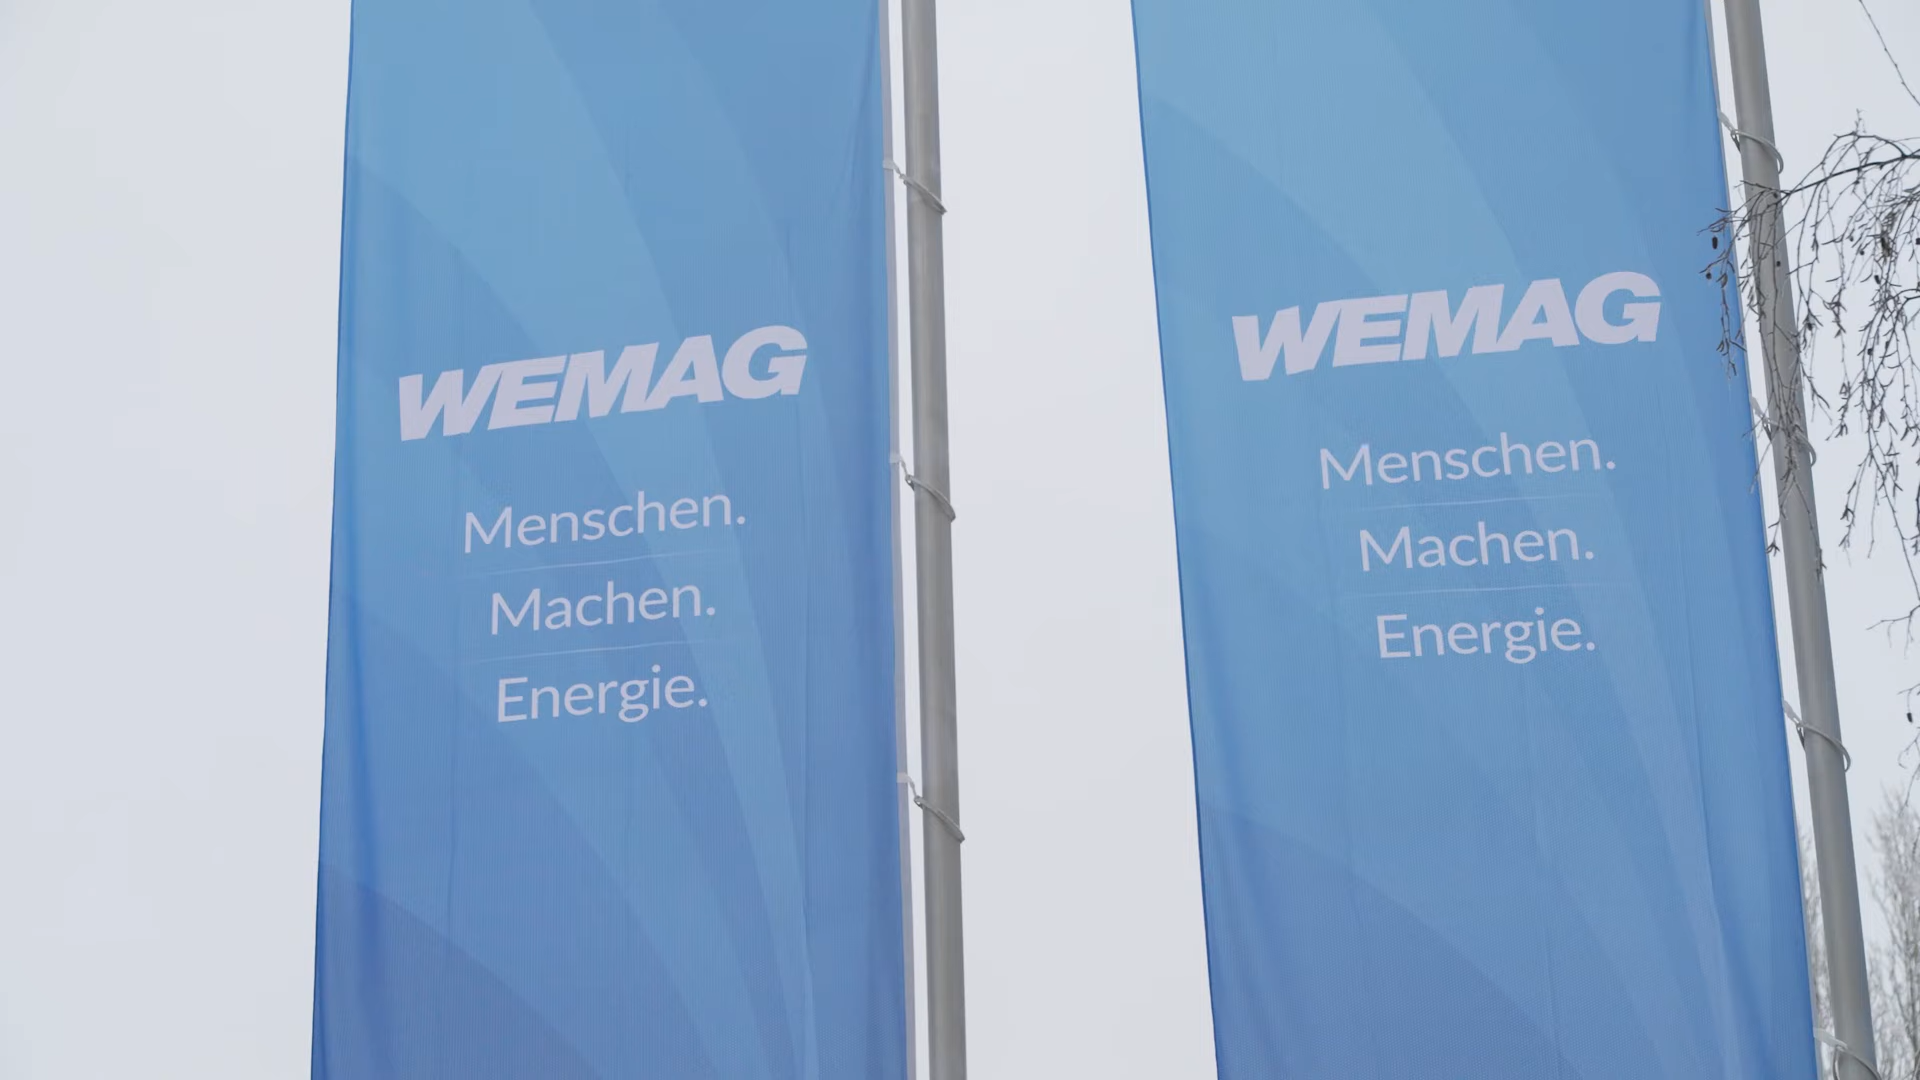 WEMAG
Menschen.
Machen.
Energie.
WEMAG
Menschen.
Machen.
Energie.